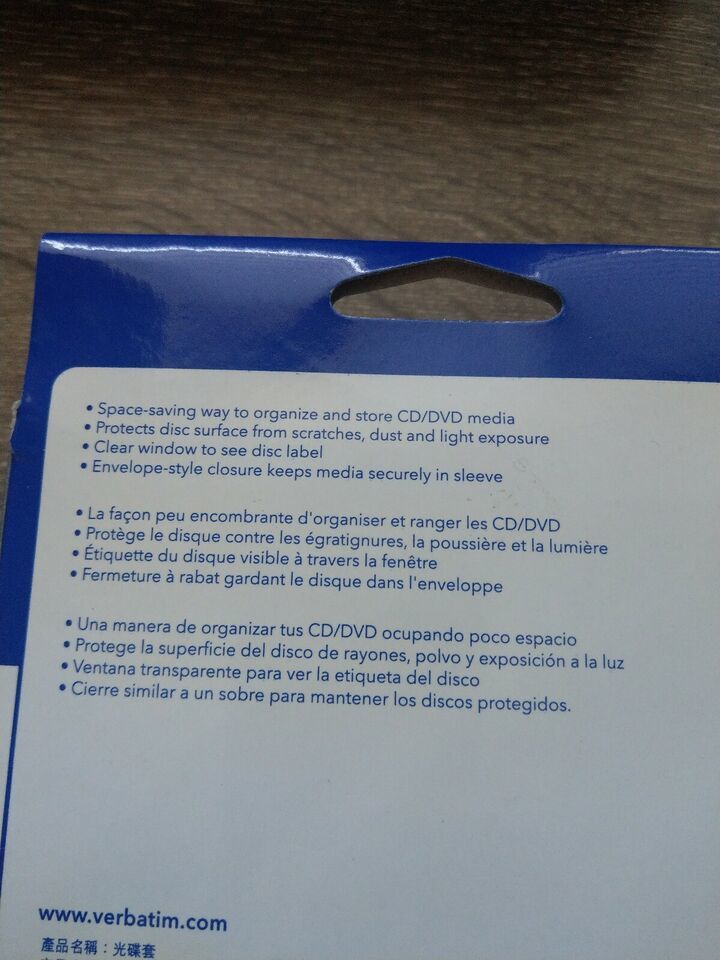 • Space-saving way to organize and store CD/DVD media
• Protects disc surface from scratches, dust and light exposure
• Clear window to see disc label
• Envelope-style closure keeps media securely in sleeve
• La façon peu encombrante d'organiser et ranger les CD/DVD
• Protège le disque contre les égratignures, la poussière et la lumière
• Étiquette du disque visible à travers la fenêtre
• Fermeture à rabat gardant le disque dans l'enveloppe
• Una manera de organizar tus CD/DVD ocupando poco espacio
• Protege la superficie del disco de rayones, polvo y exposición a la luz
• Ventana transparente para ver la etiqueta del disco
• Cierre similar a un sobre para mantener los discos protegidos.
www.verbatim.com
產品名稱：光碟套